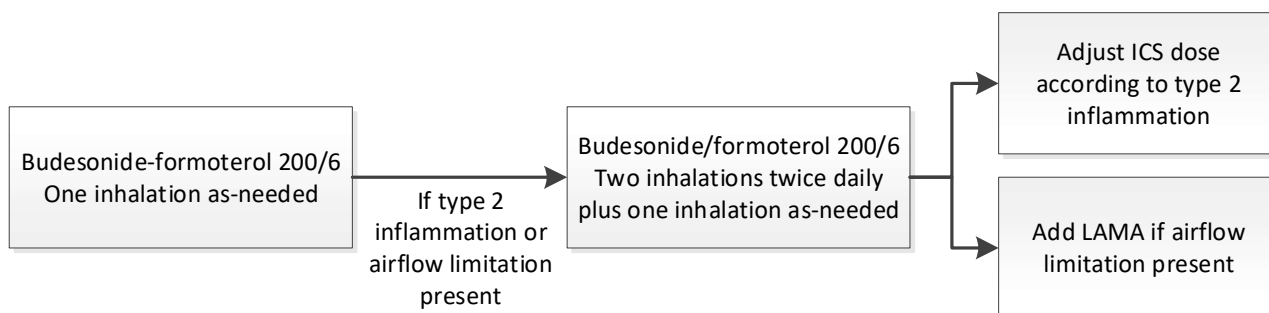 Budesonide-formoterol 200/6
One inhalation as-needed
If type 2
inflammation or
airflow limitation
present
Budesonide/formoterol 200/6
Two inhalations twice daily
plus one inhalation as-needed
Adjust ICS dose
according to type 2
inflammation
Add LAMA if airflow
limitation present